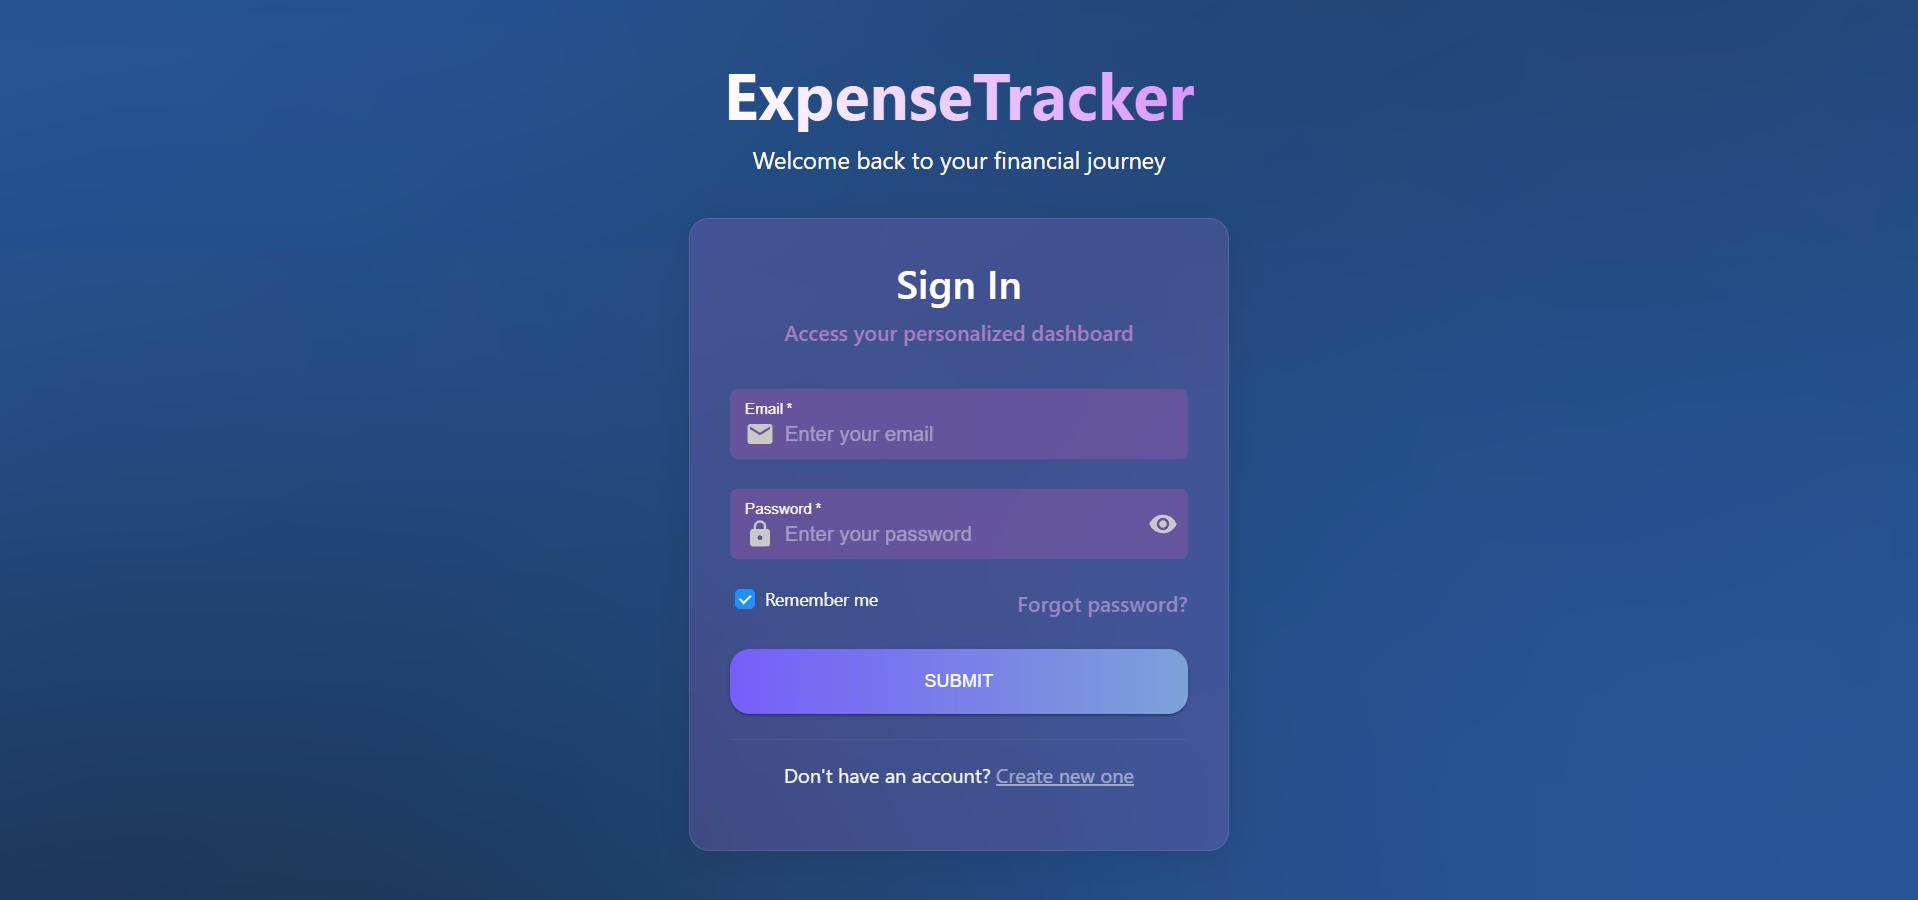 ExpenseTracker
Welcome back to your financial journey
Sign In
Access your personalized dashboard
Email *
Enter your email
Password *
Enter your password
Remember me
Forgot password?
SUBMIT
Don't have an account? Create new one